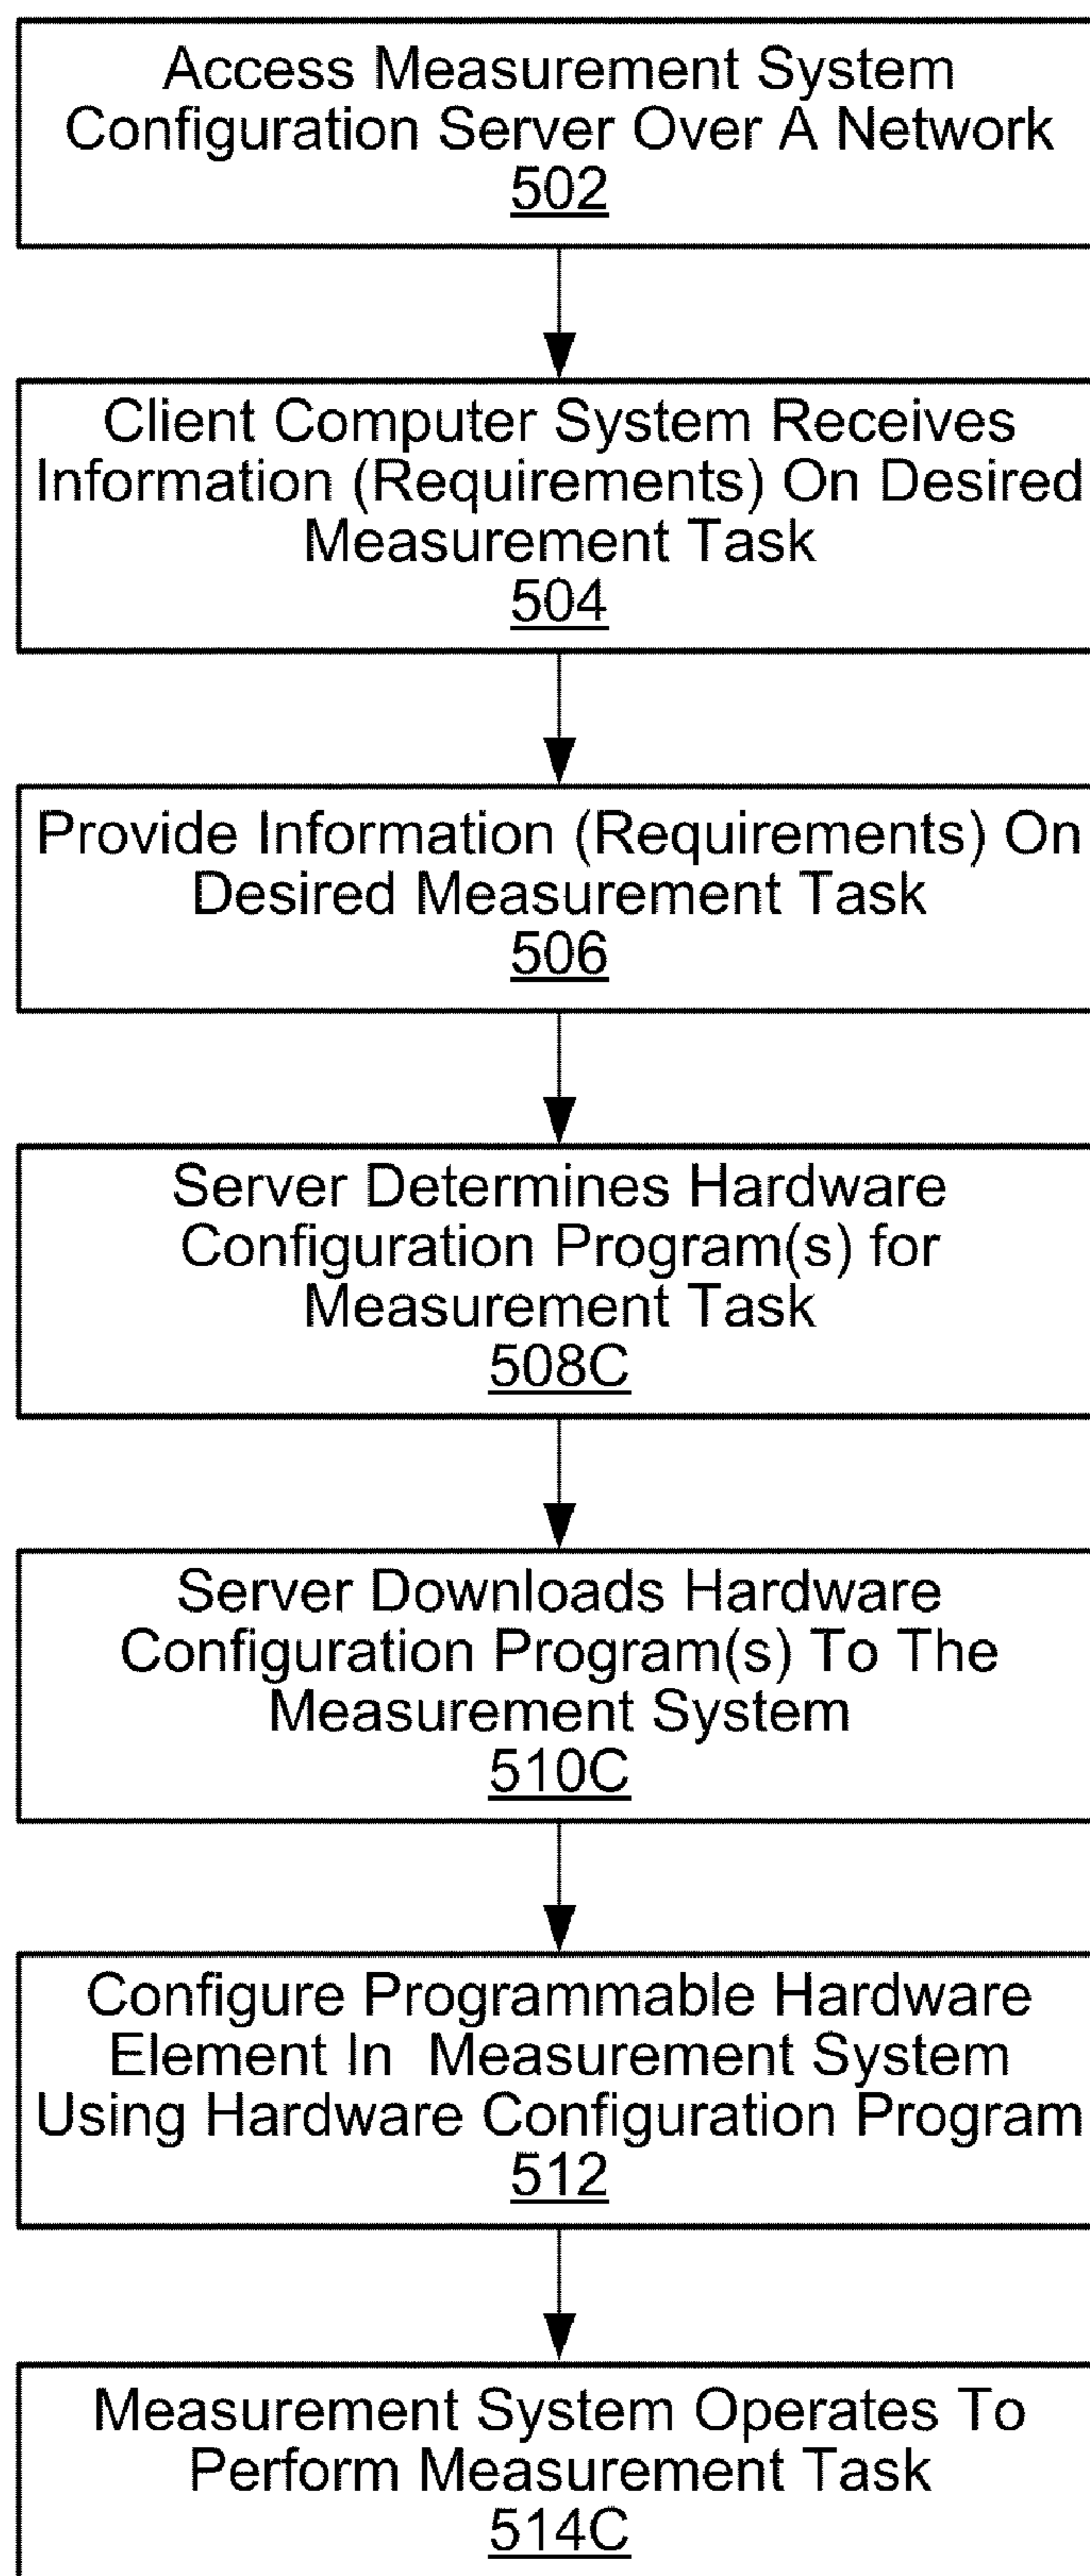 Access Measurement System
Configuration Server Over A Network
502
Client Computer System Receives
Information (Requirements) On Desired
Measurement Task
504
Provide Information (Requirements) On
Desired Measurement Task
506
Server Determines Hardware
Configuration Program(s) for
Measurement Task
508C
Server Downloads Hardware
Configuration Program(s) To The
Measurement System
510C
Configure Programmable Hardware
Element In  Measurement System
Using Hardware Configuration Program
512
Measurement System Operates To
Perform Measurement Task
514C